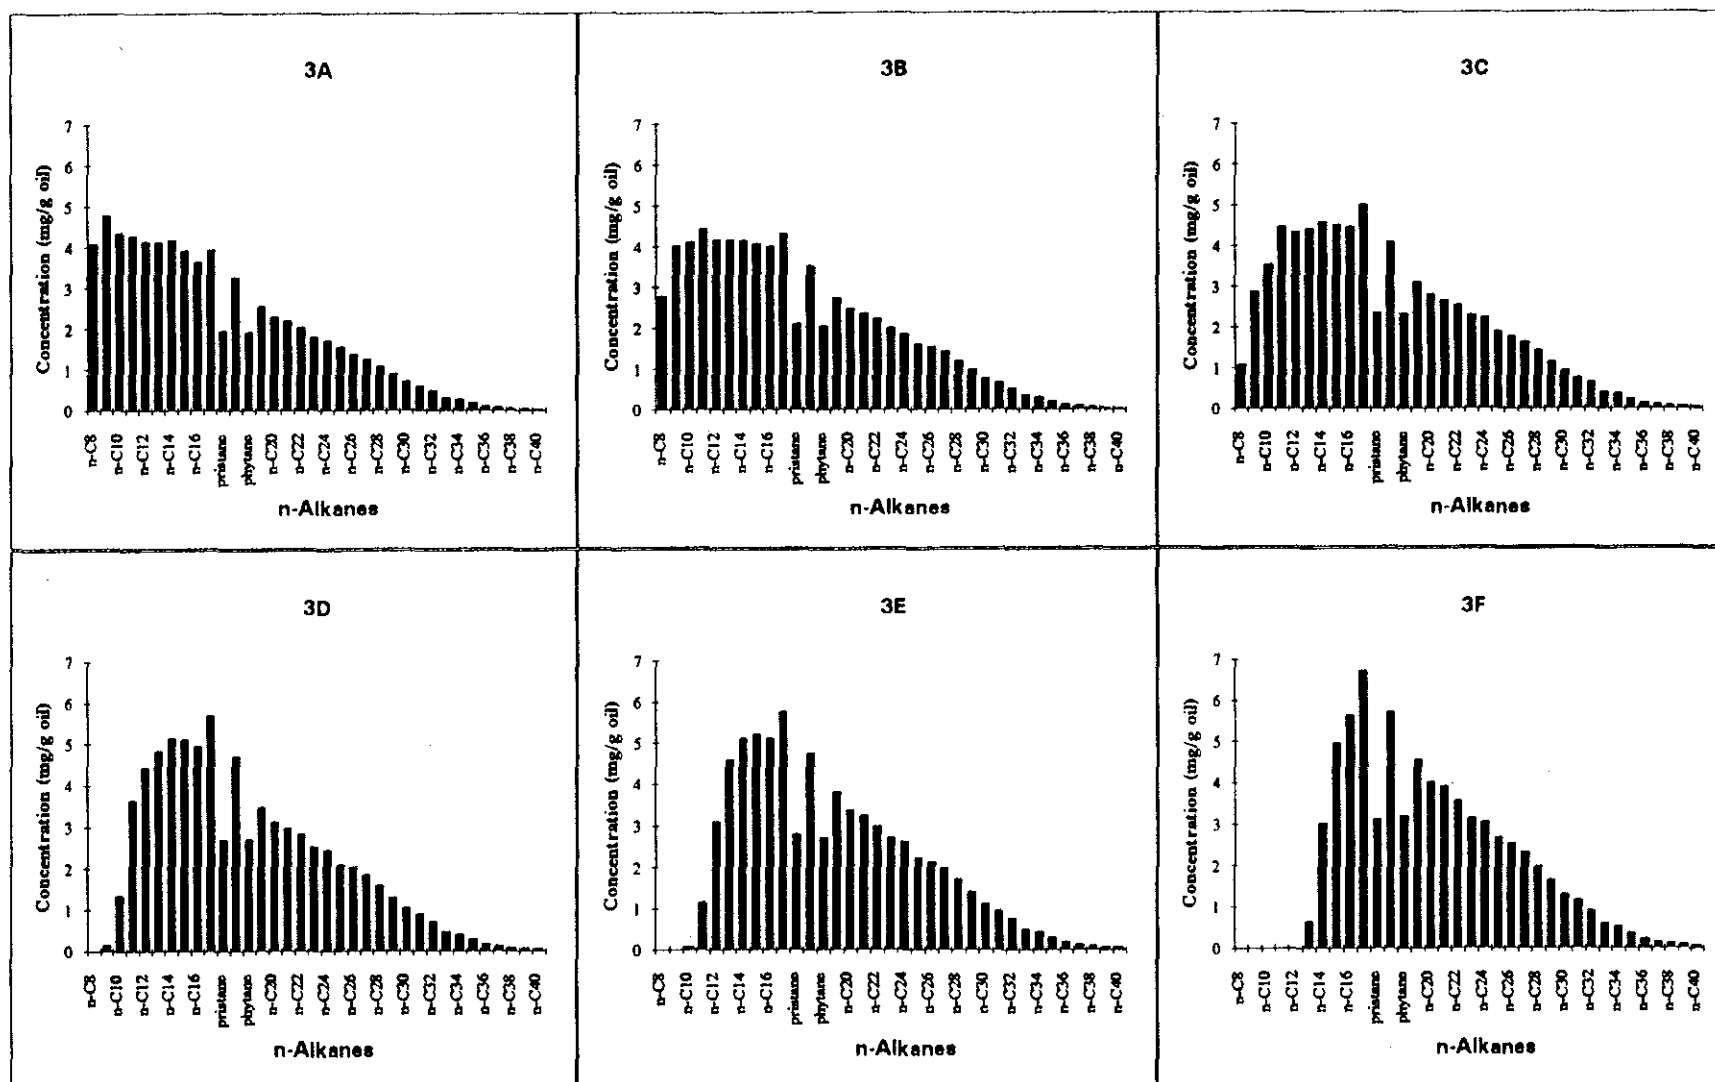 3A
Concentration (mg/g oil)
7
6
5
4
3
2
1
0
n-C8
n-C10
n-C12
n-C14
n-C16
pristane
phytane
n-C20
n-C22
n-C24
n-C26
n-C28
n-C30
n-C32
n-C34
n-C36
n-C38
n-C40
n-Alkanes
3B
Concentration (mg/g oil)
7
6
5
4
3
2
1
0
n-C8
n-C10
n-C12
n-C14
n-C16
pristane
phytane
n-C20
n-C22
n-C24
n-C26
n-C28
n-C30
n-C32
n-C34
n-C36
n-C38
n-C40
n-Alkanes
3C
Concentration (mg/g oil)
7
6
5
4
3
2
1
0
n-C8
n-C10
n-C12
n-C14
n-C16
pristane
phytane
n-C20
n-C22
n-C24
n-C26
n-C28
n-C30
n-C32
n-C34
n-C36
n-C38
n-C40
n-Alkanes
3D
Concentration (mg/g oil)
7
6
5
4
3
2
1
0
n-C8
n-C10
n-C12
n-C14
n-C16
pristane
phytane
n-C20
n-C22
n-C24
n-C26
n-C28
n-C30
n-C32
n-C34
n-C36
n-C38
n-C40
n-Alkanes
3E
Concentration (mg/g oil)
7
6
5
4
3
2
1
0
n-C8
n-C10
n-C12
n-C14
n-C16
pristane
phytane
n-C20
n-C22
n-C24
n-C26
n-C28
n-C30
n-C32
n-C34
n-C36
n-C38
n-C40
n-Alkanes
3F
Concentration (mg/g oil)
7
6
5
4
3
2
1
0
n-C8
n-C10
n-C12
n-C14
n-C16
pristane
phytane
n-C20
n-C22
n-C24
n-C26
n-C28
n-C30
n-C32
n-C34
n-C36
n-C38
n-C40
n-Alkanes